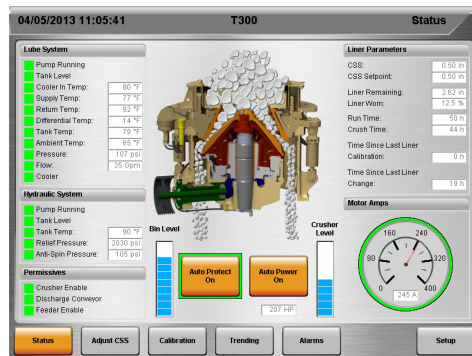 04/05/2013 11:05:41 T300 Status
Lube System
Pump Running
Tank Level
Cooler In Temp: 80 °F
Supply Temp: 77 °F
Return Temp: 92 °F
Differential Temp: 14 °F
Tank Temp: 79 °F
Ambient Temp: 65 °F
Pressure: 107 psi
Flow: 35 Gpm
Cooler
Hydraulic System
Pump Running
Tank Level
Tank Temp: 90 °F
Relief Pressure: 2030 psi
Anti-Spin Pressure: 105 psi
Permissives
Crusher Enable
Discharge Conveyor
Feeder Enable
Bin Level
Auto Protect
On
Auto Power
On
207 HP
Crusher
Level
Liner Parameters
CSS: 0.50 in
CSS Setpoint: 0.50 in
Liner Remaining: 2.62 in
Liner Worn: 12.5 %
Run Time: 50 h
Crush Time: 44 h
Time Since Last Liner
Calibration: 0 h
Time Since Last Liner
Change: 19 h
Motor Amps
160 240
80 320
0 400
245 A
Status Adjust CSS Calibration Trending Alarms Setup